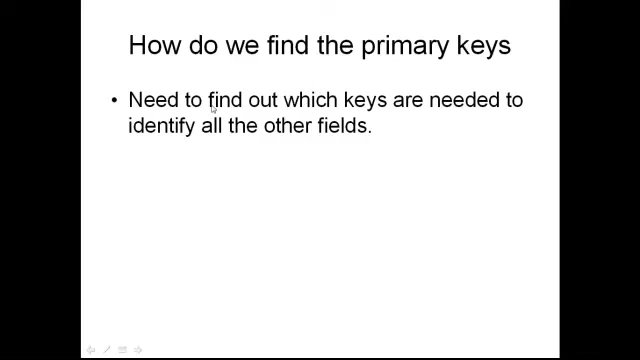 How do we find the primary keys
• Need to find out which keys are needed to
identify all the other fields.